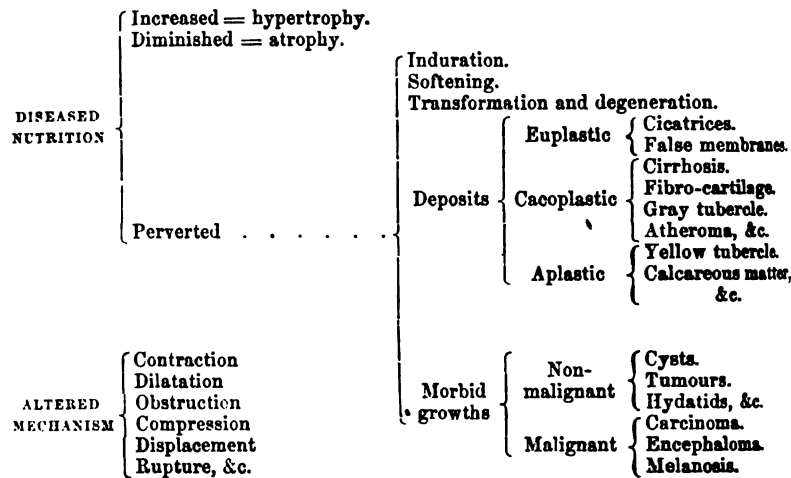 Increased = hypertrophy.
Diminished = atrophy.
DISEASED
NUTRITION
Perverted . . . . . .
Induration.
Softening.
Transformation and degeneration.
Deposits
Euplastic
Cicatrices.
False membranes.
Cacoplastic
Cirrhosis.
Fibro-cartilage.
Gray tubercle.
Atheroma, &c.
Aplastic
Yellow tubercle.
Calcareous matter,
&c.
Morbid
growths
Non-
malignant
Cysts.
Tumours.
Hydatids, &c.
Malignant
Carcinoma.
Encephaloma.
Melanosis.
ALTERED
MECHANISM
Contraction
Dilatation
Obstruction
Compression
Displacement
Rupture, &c.